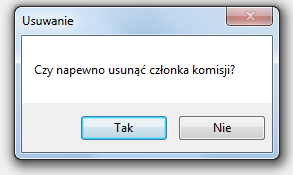 Usuwanie
Czy napewno usunąć członka komisji?
Tak
Nie